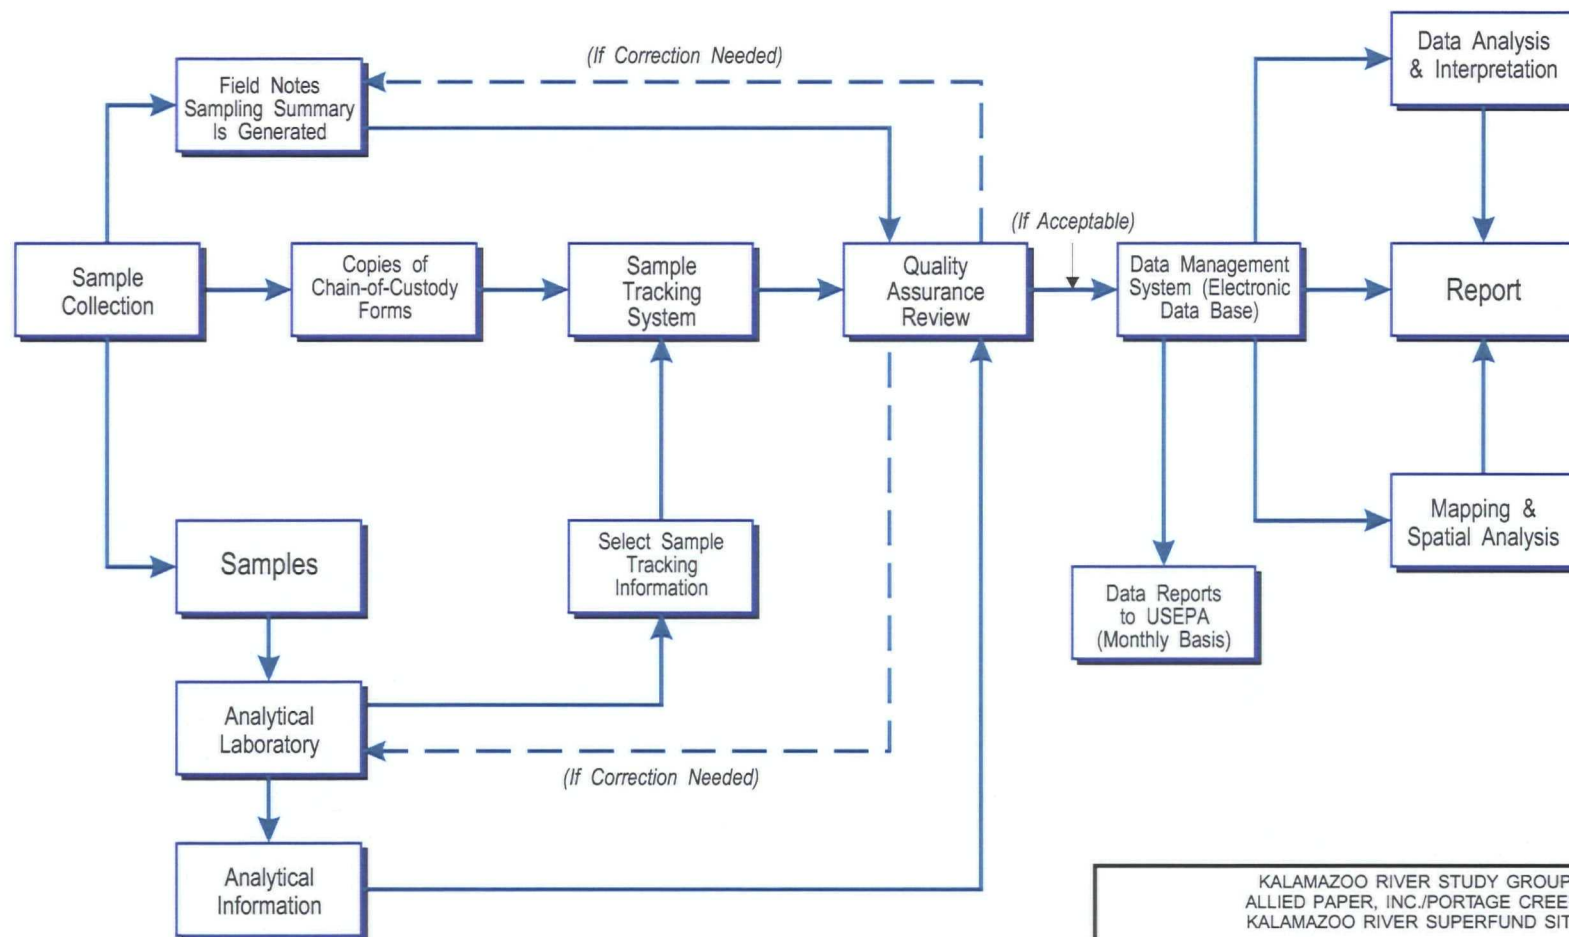 (If Correction Needed)
Field Notes
Sampling Summary
Is Generated
Data Analysis
& Interpretation
(If Acceptable)
Sample
Collection
Copies of
Chain-of-Custody
Forms
Sample
Tracking
System
Quality
Assurance
Review
Data Management
System (Electronic
Data Base)
Report
Samples
Select Sample
Tracking
Information
Mapping &
Spatial Analysis
Data Reports
to USEPA
(Monthly Basis)
Analytical
Laboratory
(If Correction Needed)
Analytical
Information
KALAMAZOO RIVER STUDY GROUP
ALLIED PAPER, INC./PORTAGE CREE
KALAMAZOO RIVER SUPERFUND SIT